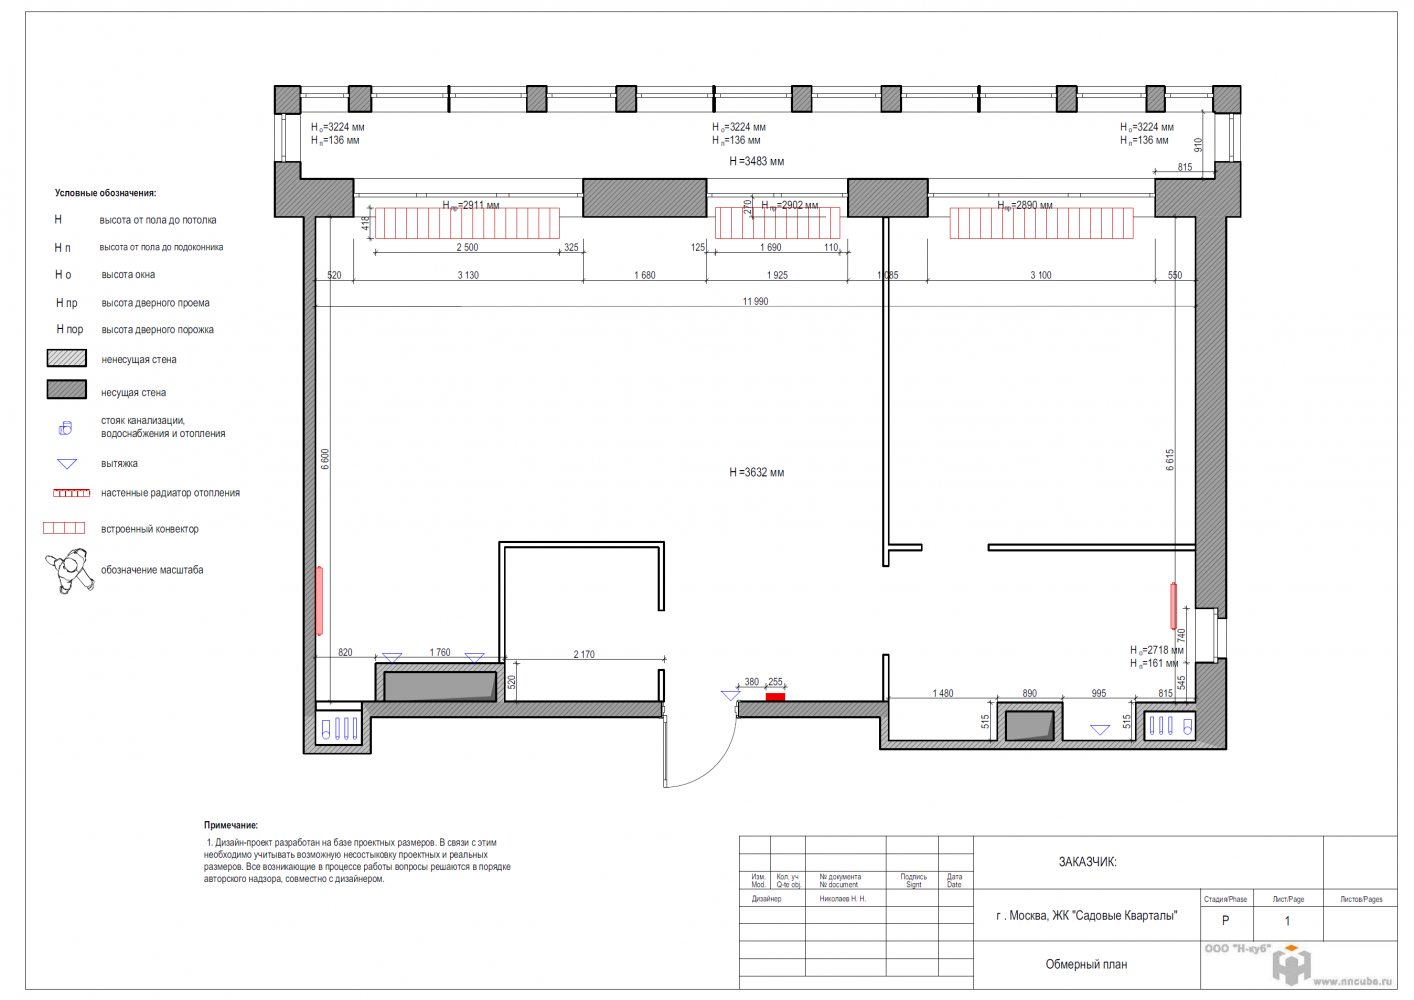 H о=3224 мм
H п=136 мм
H о=3224 мм
H п=136 мм
H о=3224 мм
H п=136 мм
H =3483 мм
910
815
Условные обозначения:
H высота от пола до потолка
H п высота от пола до подоконника
H о высота окна
H пр высота дверного проема
H пор высота дверного порожка
ненесущая стена
несущая стена
стояк канализации,
водоснабжения и отопления
вытяжка
настенные радиатор отопления
встроенный конвектор
обозначение масштаба
H пр=2911 мм
H пр=2902 мм
H пр=2890 мм
418
270
2 500
325
125
1 690
110
520
3 130
1 680
1 925
1 085
3 100
550
11 990
6 600
6 615
H =3632 мм
820
1 760
2 170
520
380
255
H о=2718 мм
H п=161 мм
740
545
1 480
890
995
815
515
515
Примечание:
1. Дизайн-проект разработан на базе проектных размеров. В связи с этим
необходимо учитывать возможную несостыковку проектных и реальных
размеров. Все возникающие в процессе работы вопросы решаются в порядке
авторского надзора, совместно с дизайнером.
Изм. Кол. уч № документа Подпись Дата
Mod. Q-te obj. № document Signt Date
Дизайнер Николаев Н. Н.
ЗАКАЗЧИК:
г . Москва, ЖК "Садовые Кварталы"
Обмерный план
Стадия/Phase Лист/Page Листов/Pages
Р 1
ООО "Н-куб"
www.nncube.ru